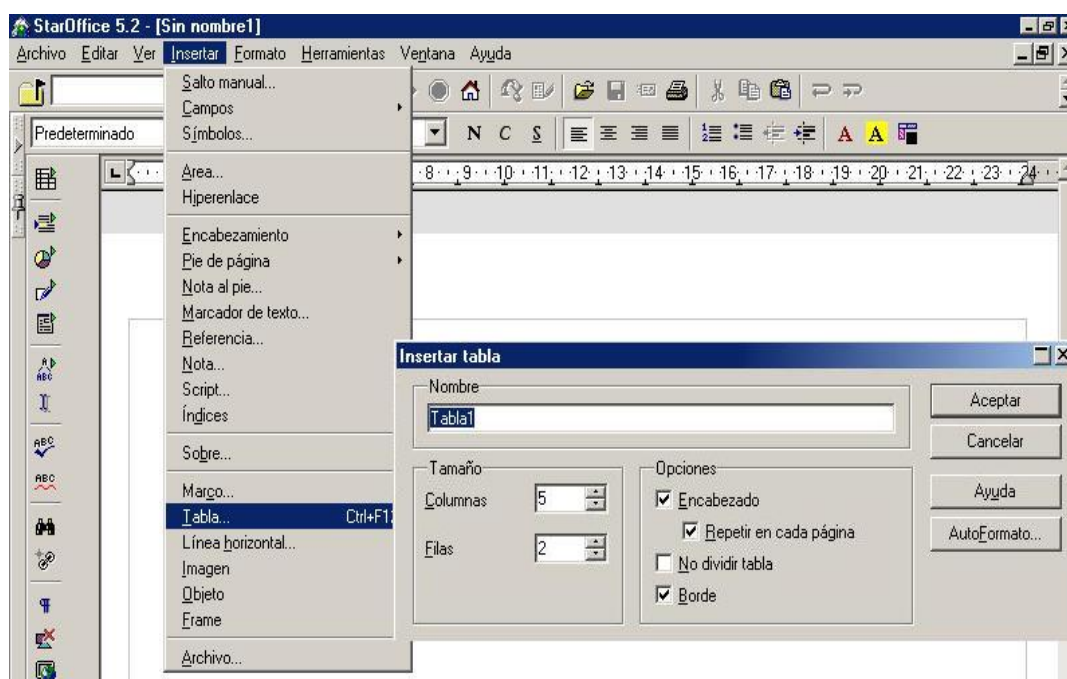 StarOffice 5.2 - [Sin nombre1]
Archivo Editar Ver Insertar Formato Herramientas Ventana Ayuda
Predeterminado N C S A A
8 9 10 11 12 13 14 15 16 17 18 19 20 21 22 23 24
Salto manual...
Campos
Símbolos...
Area...
Hiperenlace
Encabezamiento
Pie de página
Nota al pie...
Marcador de texto...
Referencia...
Nota...
Script...
Índices
Sobre...
Marco...
Tabla... Ctrl+F12
Línea horizontal...
Imagen
Objeto
Frame
Archivo...
ABC
ABC
ABC
Insertar tabla
Nombre
Tabla1
Tamaño
Columnas 5
Filas 2
Opciones
Encabezado
Repetir en cada página
No dividir tabla
Borde
Aceptar
Cancelar
Ayuda
AutoFormato...